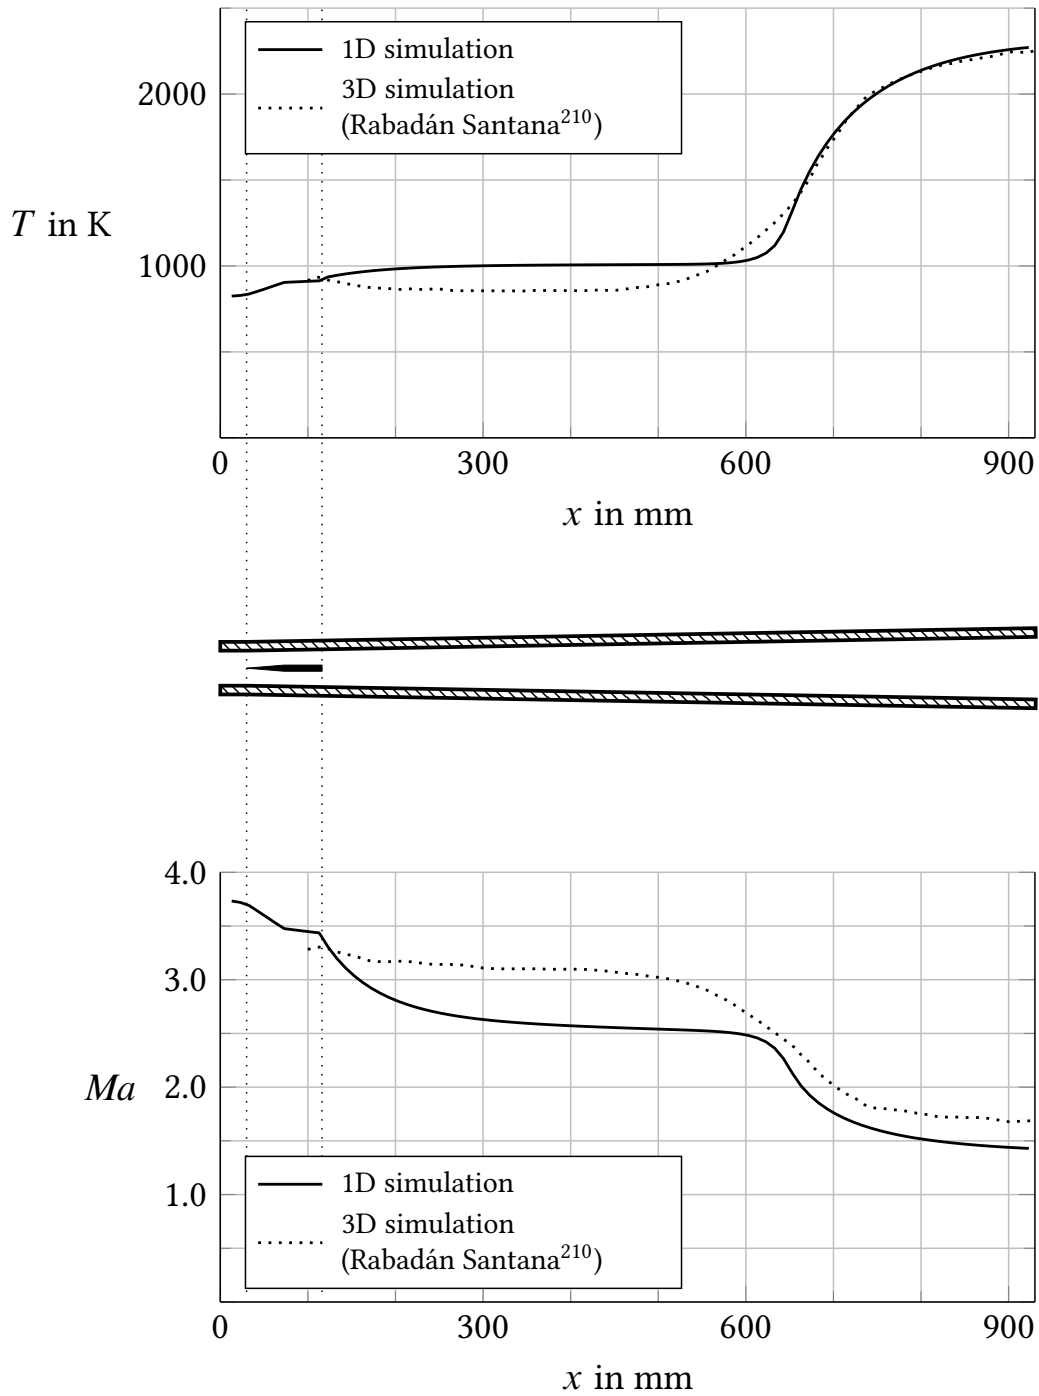 1D simulation
3D simulation
(Rabadán Santana²¹⁰)
2000
T in K
1000
0 300 600 900
x in mm
4.0
3.0
Ma 2.0
1D simulation
1.0
3D simulation
(Rabadán Santana²¹⁰)
0 300 600 900
x in mm